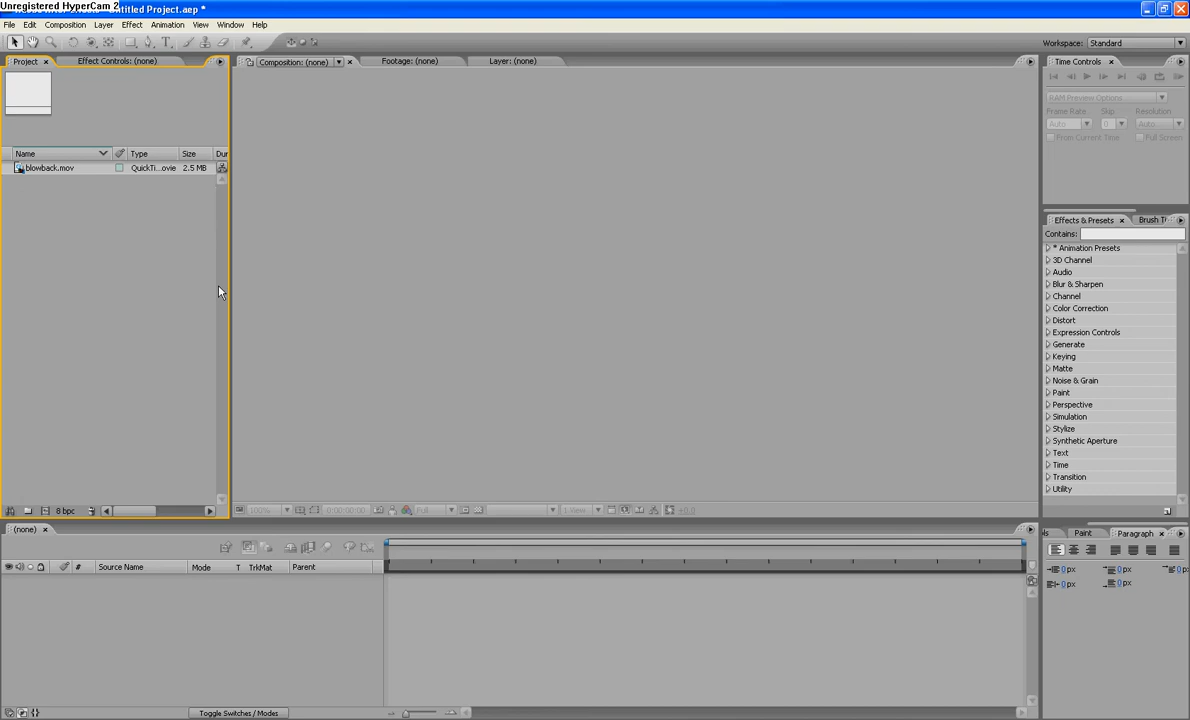 Unregistered HyperCam 2
ntitled Project.aep *
File Edit Composition Layer Effect Animation View Window Help
Workspace: Standard
Project Effect Controls: (none) Composition: (none) Footage: (none) Layer: (none) Time Controls
RAM Preview Options
Frame Rate Skip Resolution
Auto 0 Auto
From Current Time Full Screen
Name Type Size Dur
blowback.mov QuickTi...ovie 2.5 MB
Effects & Presets Brush Ti
Contains:
* Animation Presets
3D Channel
Audio
Blur & Sharpen
Channel
Color Correction
Distort
Expression Controls
Generate
Keying
Matte
Noise & Grain
Paint
Perspective
Simulation
Stylize
Synthetic Aperture
Text
Time
Transition
Utility
8 bpc 100% 0:00:00:00 Full 1 View +0.0
(none) ls Paint Paragraph
# Source Name Mode T TrkMat Parent
0 px 0 px 0 px
0 px 0 px
Toggle Switches / Modes